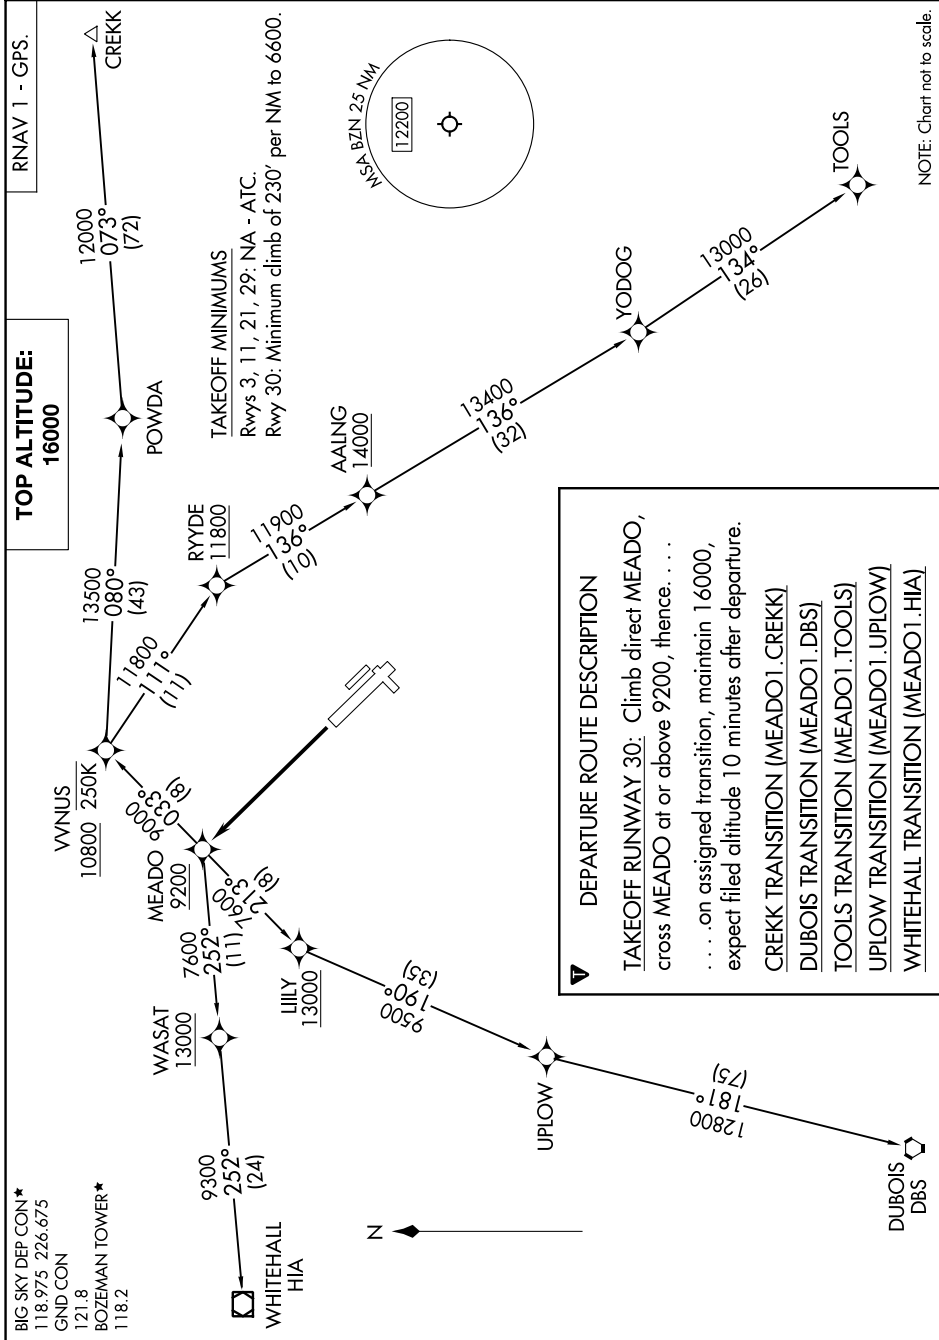 BIG SKY DEP CON★
118.975 226.675
GND CON
121.8
BOZEMAN TOWER★
118.2
TOP ALTITUDE:
16000
RNAV 1 - GPS.
VVNUS
10800 250K
13500
080°
(43)
POWDA
12000
073°
(72)
CREKK
TAKEOFF MINIMUMS
Rwys 3, 11, 21, 29: NA - ATC.
Rwy 30: Minimum climb of 230' per NM to 6600.
MSA BZN 25 NM
12200
11800
111°
(11)
RYYDE
11800
11900
136°
(10)
AALNG
14000
13400
136°
(32)
YODOG
13000
134°
(26)
TOOLS
9000
033°
(8)
MEADO
9200
7600
252°
(11)
WASAT
13000
9300
252°
(24)
WHITEHALL
HIA
7600
213°
(8)
LIILY
13000
9500
190°
(35)
UPLOW
12800
181°
(75)
DUBOIS
DBS
N
T
DEPARTURE ROUTE DESCRIPTION
TAKEOFF RUNWAY 30: Climb direct MEADO,
cross MEADO at or above 9200, thence. . . .
. . . .on assigned transition, maintain 16000,
expect filed altitude 10 minutes after departure.
CREKK TRANSITION (MEADO1.CREKK)
DUBOIS TRANSITION (MEADO1.DBS)
TOOLS TRANSITION (MEADO1.TOOLS)
UPLOW TRANSITION (MEADO1.UPLOW)
WHITEHALL TRANSITION (MEADO1.HIA)
NOTE: Chart not to scale.